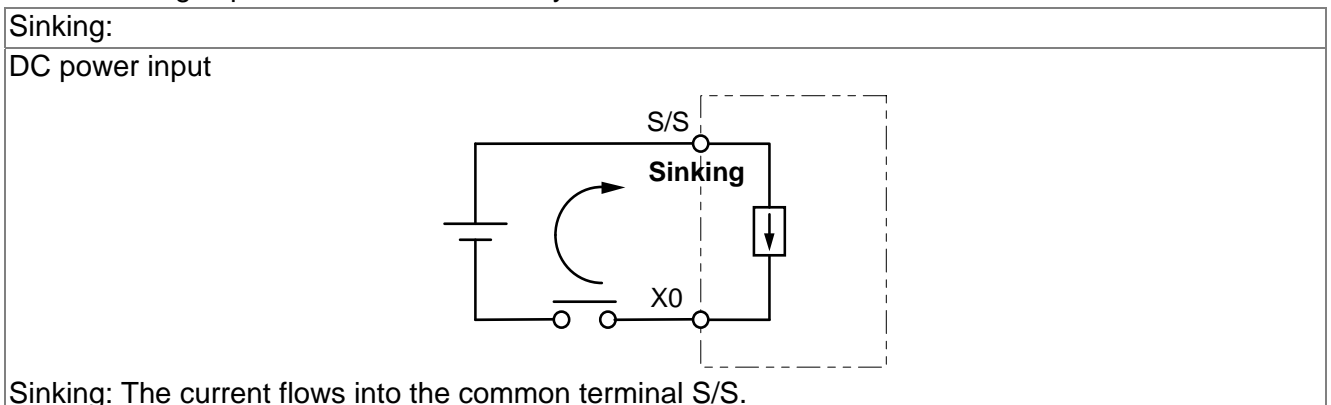 Sinking:
DC power input
S/S
Sinking
X0
Sinking: The current flows into the common terminal S/S.